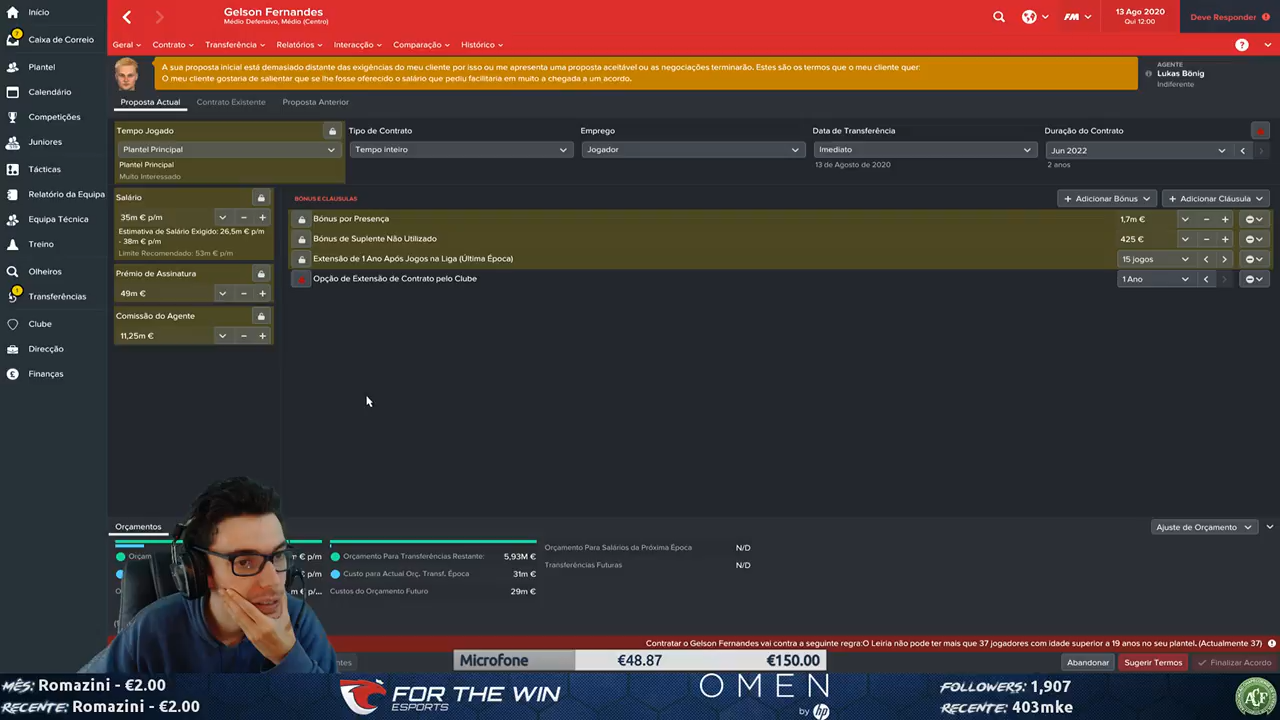 Início
Caixa de Correio
Plantel
Calendário
Competições
Juniores
Tácticas
Relatório da Equipa
Equipa Técnica
Treino
Olheiros
Transferências
Clube
Direcção
Finanças
Gelson Fernandes
Médio Defensivo, Médio (Centro)
FM
13 Ago 2020
Qui 12:00
Deve Responder
Geral
Contrato
Transferência
Relatórios
Interacção
Comparação
Histórico
A sua proposta inicial está demasiado distante das exigências do meu cliente por isso ou me apresenta uma proposta aceitável ou as negociações terminarão. Estes são os termos que o meu cliente quer:
O meu cliente gostaria de salientar que se lhe fosse oferecido o salário que pediu facilitaria em muito a chegada a um acordo.
AGENTE
Lukas Bönig
Indiferente
Proposta Actual
Contrato Existente
Proposta Anterior
Tempo Jogado
Plantel Principal
Plantel Principal
Muito Interessado
Tipo de Contrato
Tempo inteiro
Emprego
Jogador
Data de Transferência
Imediato
13 de Agosto de 2020
Duração do Contrato
Jun 2022
2 anos
Salário
35m € p/m
Estimativa de Salário Exigido: 26,5m € p/m
- 38m € p/m
Limite Recomendado: 53m € p/m
Prémio de Assinatura
49m €
Comissão do Agente
11,25m €
BÓNUS E CLÁUSULAS
Adicionar Bónus
Adicionar Cláusula
Bónus por Presença
1,7m €
Bónus de Suplente Não Utilizado
425 €
Extensão de 1 Ano Após Jogos na Liga (Última Época)
15 jogos
Opção de Extensão de Contrato pelo Clube
1 Ano
Orçamentos
Ajuste de Orçamento
Orçam
€ p/m
Orçamento Para Transferências Restante:
5,93M €
€ p/m
Custo para Actual Orç. Transf. Época
31m €
€ p/...
Custos do Orçamento Futuro
29m €
Orçamento Para Salários da Próxima Época
N/D
Transferências Futuras
N/D
Contratar o Gelson Fernandes vai contra a seguinte regra:O Leiria não pode ter mais que 37 jogadores com idade superior a 19 anos no seu plantel. (Actualmente 37)
Abandonar
Sugerir Termos
Finalizar Acordo
Microfone
€48.87
€150.00
MÊS: Romazini - €2.00
RECENTE: Romazini - €2.00
FOR THE WIN
ESPORTS
OMEN
by hp
FOLLOWERS: 1,907
RECENTE: 403mke
ACF